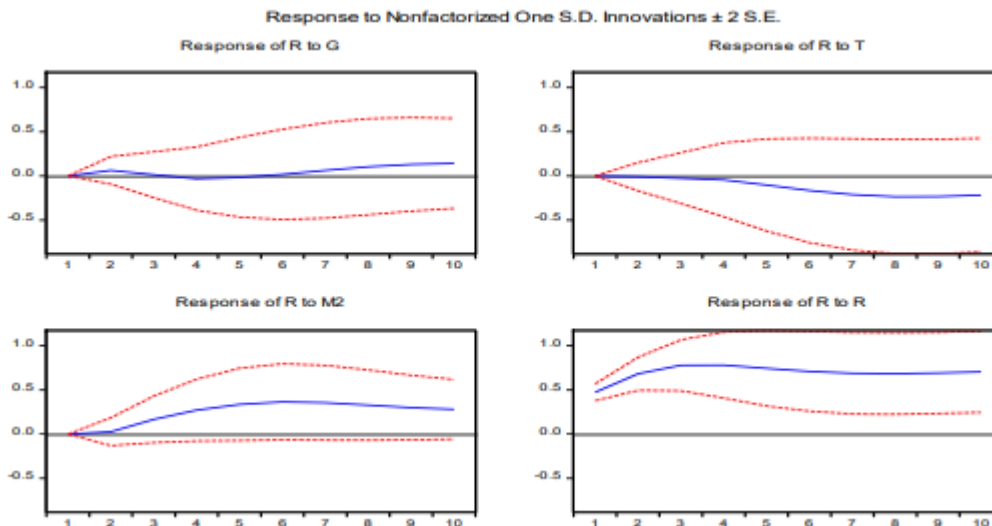 Response to Nonfactorized One S.D. Innovations ± 2 S.E.
Response of R to G
1.0
0.5
0.0
-0.5
1 2 3 4 5 6 7 8 9 10
Response of R to T
1.0
0.5
0.0
-0.5
1 2 3 4 5 6 7 8 9 10
Response of R to M2
1.0
0.5
0.0
-0.5
1 2 3 4 5 6 7 8 9 10
Response of R to R
1.0
0.5
0.0
-0.5
1 2 3 4 5 6 7 8 9 10